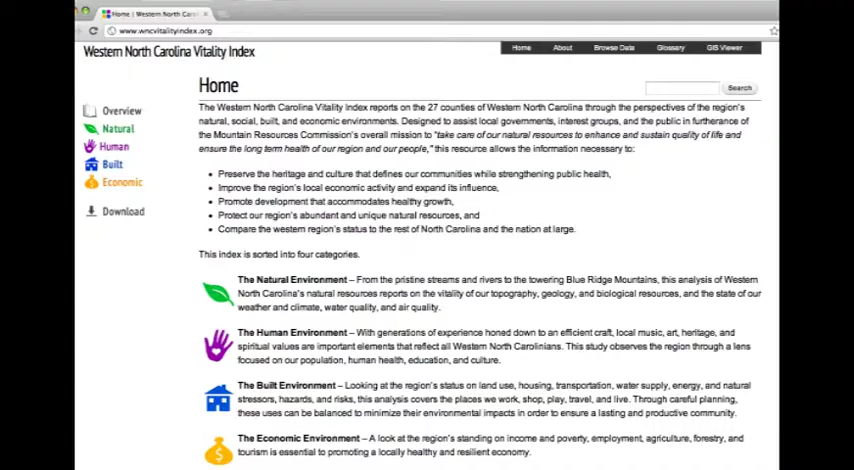 Home | Western North Caro
www.wncvitalityindex.org
Western North Carolina Vitality Index
Home About Browse Data Glossary GIS Viewer
Home
Search
Overview
Natural
Human
Built
Economic
Download
The Western North Carolina Vitality Index reports on the 27 counties of Western North Carolina through the perspectives of the region's
natural, social, built, and economic environments. Designed to assist local governments, interest groups, and the public in furtherance of
the Mountain Resources Commission's overall mission to "take care of our natural resources to enhance and sustain quality of life and
ensure the long term health of our region and our people," this resource allows the information necessary to:
• Preserve the heritage and culture that defines our communities while strengthening public health,
• Improve the region's local economic activity and expand its influence,
• Promote development that accommodates healthy growth,
• Protect our region's abundant and unique natural resources, and
• Compare the western region's status to the rest of North Carolina and the nation at large.
This index is sorted into four categories.
The Natural Environment – From the pristine streams and rivers to the towering Blue Ridge Mountains, this analysis of Western
North Carolina's natural resources reports on the vitality of our topography, geology, and biological resources, and the state of our
weather and climate, water quality, and air quality.
The Human Environment – With generations of experience honed down to an efficient craft, local music, art, heritage, and
spiritual values are important elements that reflect all Western North Carolinians. This study observes the region through a lens
focused on our population, human health, education, and culture.
The Built Environment – Looking at the region's status on land use, housing, transportation, water supply, energy, and natural
stressors, hazards, and risks, this analysis covers the places we work, shop, play, travel, and live. Through careful planning,
these uses can be balanced to minimize their environmental impacts in order to ensure a lasting and productive community.
The Economic Environment – A look at the region's standing on income and poverty, employment, agriculture, forestry, and
tourism is essential to promoting a locally healthy and resilient economy.